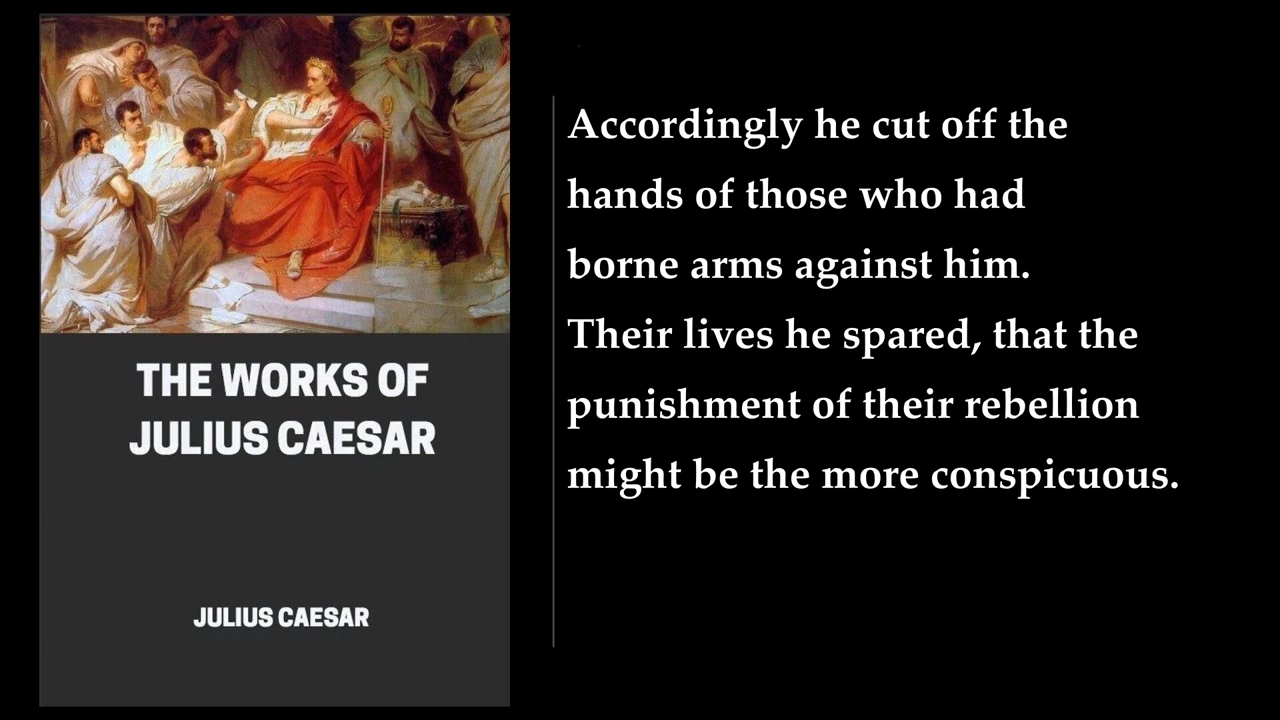 THE WORKS OF
JULIUS CAESAR
JULIUS CAESAR
Accordingly he cut off the
hands of those who had
borne arms against him.
Their lives he spared, that the
punishment of their rebellion
might be the more conspicuous.